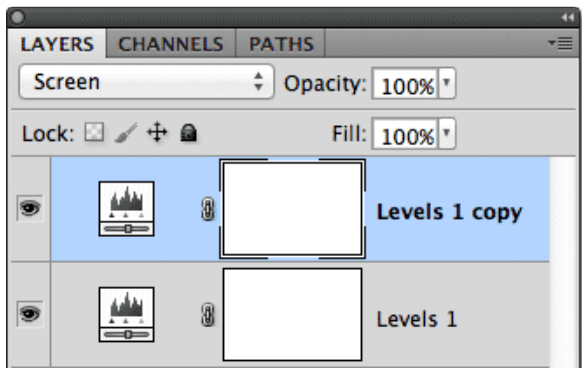 LAYERS CHANNELS PATHS
Screen Opacity: 100%
Lock: Fill: 100%
Levels 1 copy
Levels 1